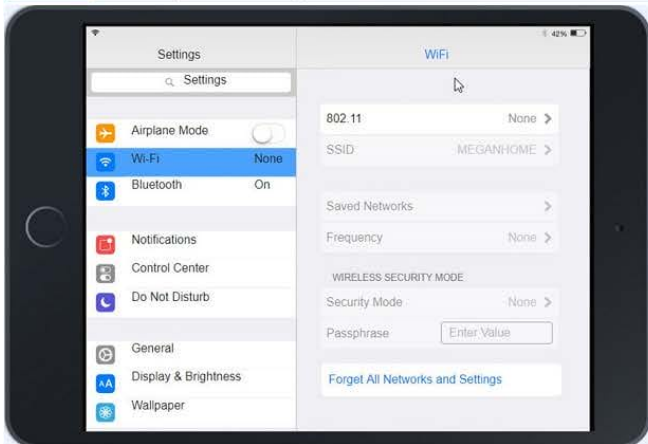 42%
Settings
WiFi
Settings
802.11 None
SSID MEGANHOME
Airplane Mode
Wi-Fi None
Bluetooth On
Saved Networks
Frequency None
Notifications
Control Center
Do Not Disturb
WIRELESS SECURITY MODE
Security Mode None
Passphrase Enter Value
General
Display & Brightness
Wallpaper
Forget All Networks and Settings
AA